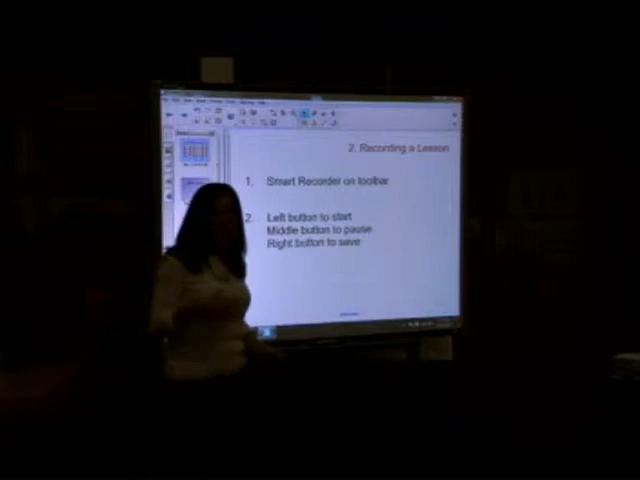 2. Recording a Lesson
1. Smart Recorder on toolbar
2. Left button to start
Middle button to pause
Right button to save